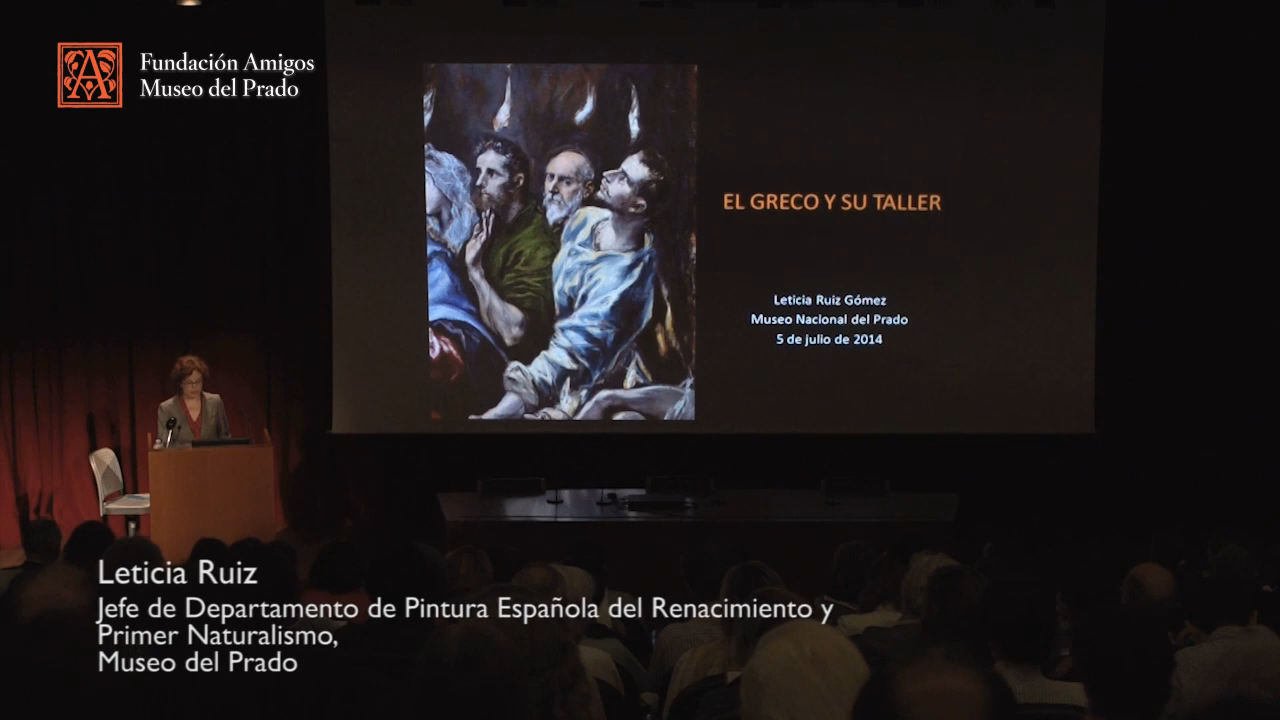 Fundación Amigos
Museo del Prado
EL GRECO Y SU TALLER
Leticia Ruiz Gómez
Museo Nacional del Prado
5 de julio de 2014
Leticia Ruiz
Jefe de Departamento de Pintura Española del Renacimiento y
Primer Naturalismo,
Museo del Prado